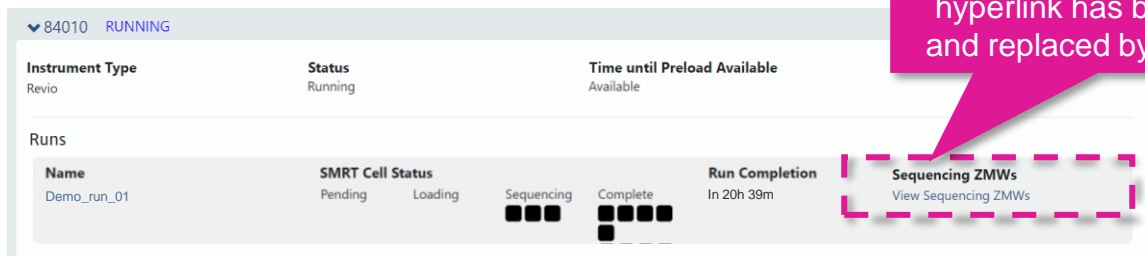 hyperlink has b
and replaced by
84010 RUNNING
Instrument Type
Revio
Status
Running
Time until Preload Available
Available
Runs
Name
Demo_run_01
SMRT Cell Status
Pending Loading Sequencing Complete
Run Completion
In 20h 39m
Sequencing ZMWs
View Sequencing ZMWs